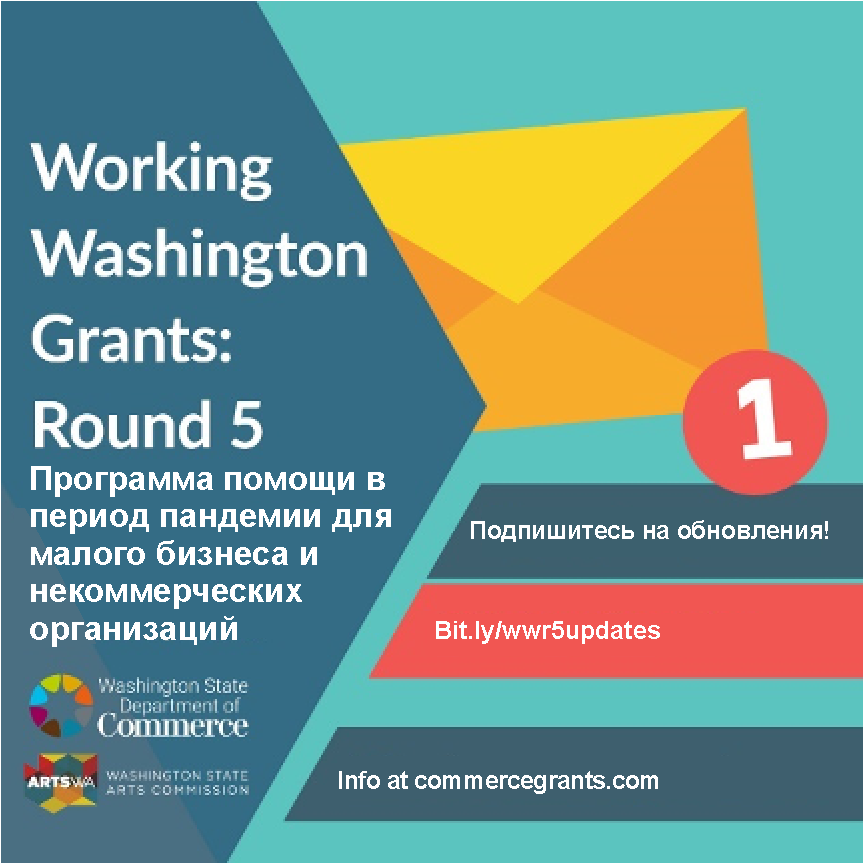 Working
Washington
Grants:
Round 5
Программа помощи в
период пандемии для
малого бизнеса и
некоммерческих
организаций
Washington State
Department of
Commerce
ARTSWA
WASHINGTON STATE
ARTS COMMISSION
1
Подпишитесь на обновления!
Bit.ly/wwr5updates
Info at commercegrants.com